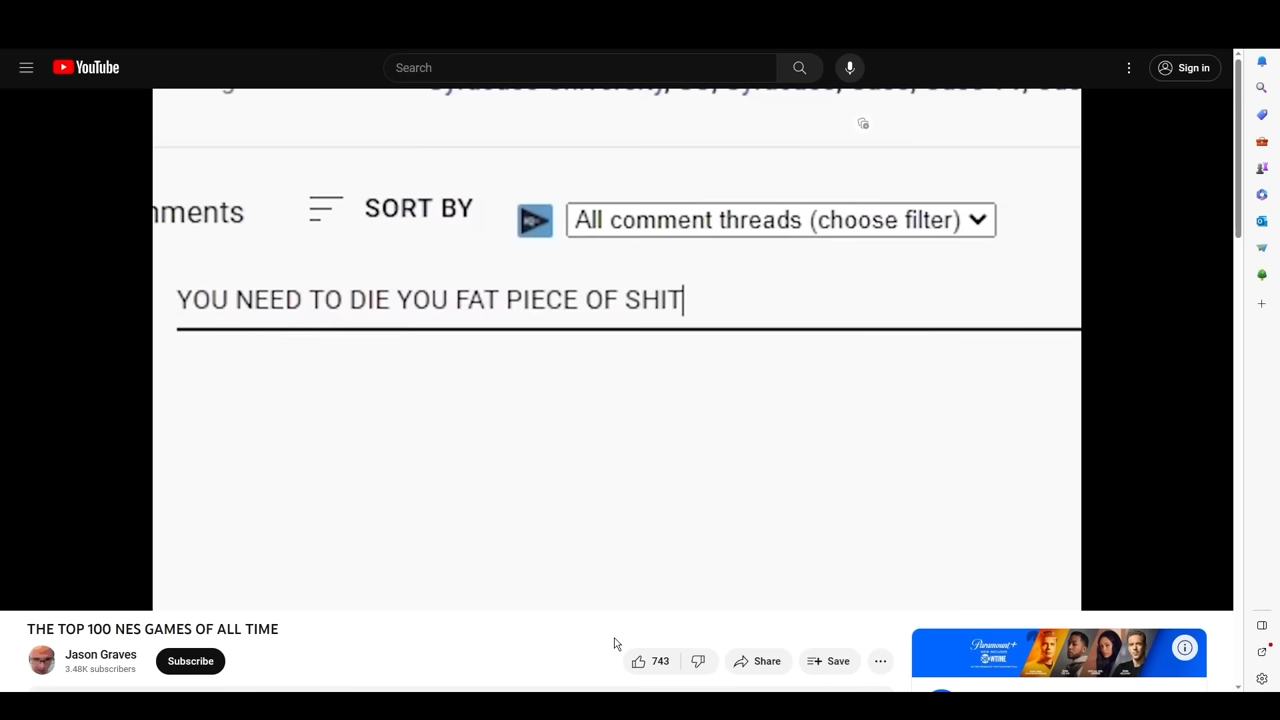 YouTube
Search
Sign in
mments
SORT BY
All comment threads (choose filter)
YOU NEED TO DIE YOU FAT PIECE OF SHIT
THE TOP 100 NES GAMES OF ALL TIME
Jason Graves
3.48K subscribers
Subscribe
743
Share
Save
Paramount+
SHOWTIME